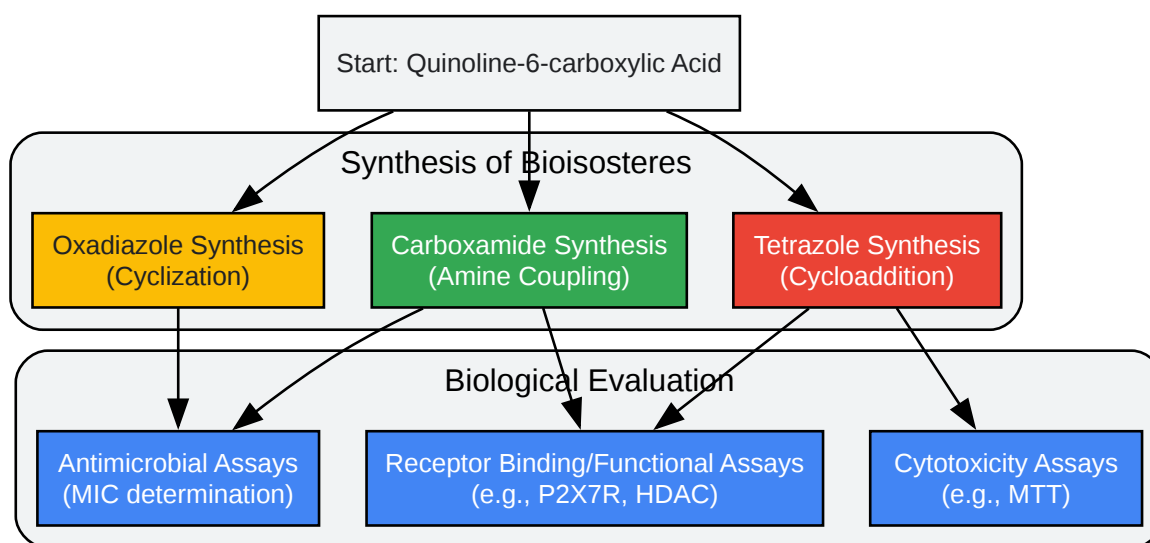 Start: Quinoline-6-carboxylic Acid
Synthesis of Bioisosteres
Oxadiazole Synthesis
(Cyclization)
Carboxamide Synthesis
(Amine Coupling)
Tetrazole Synthesis
(Cycloaddition)
Biological Evaluation
Antimicrobial Assays
(MIC determination)
Receptor Binding/Functional Assays
(e.g., P2X7R, HDAC)
Cytotoxicity Assays
(e.g., MTT)